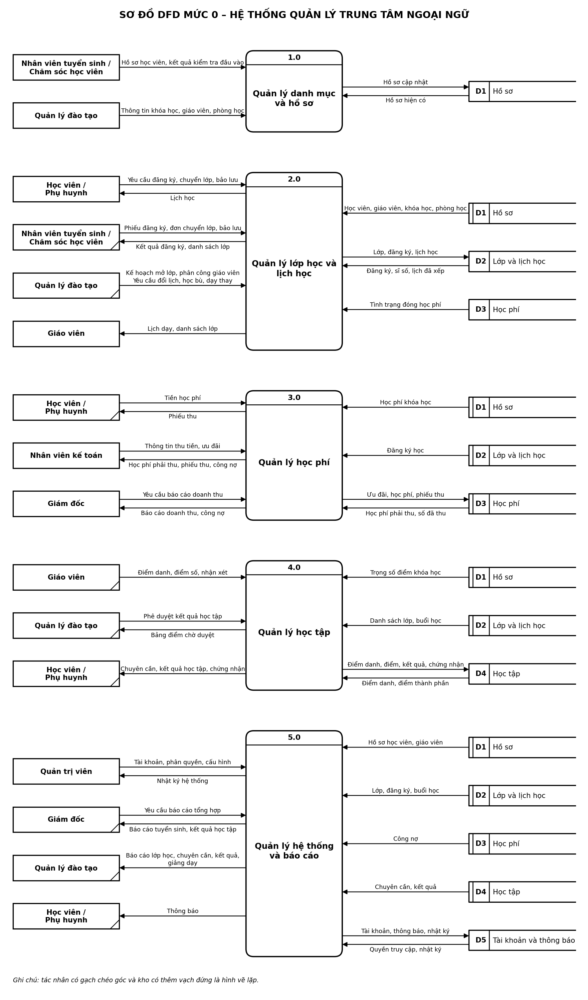 SƠ ĐỒ DFD MỨC 0 – HỆ THỐNG QUẢN LÝ TRUNG TÂM NGOẠI NGỮ
Nhân viên tuyển sinh /
Chăm sóc học viên
Hồ sơ học viên, kết quả kiểm tra đầu vào
Quản lý đào tạo
Thông tin khóa học, giáo viên, phòng học
1.0
Quản lý danh mục
và hồ sơ
Hồ sơ cập nhật
Hồ sơ hiện có
D1 Hồ sơ
Học viên /
Phụ huynh
Yêu cầu đăng ký, chuyển lớp, bảo lưu
Lịch học
Nhân viên tuyển sinh /
Chăm sóc học viên
Phiếu đăng ký, đơn chuyển lớp, bảo lưu
Kết quả đăng ký, danh sách lớp
Quản lý đào tạo
Kế hoạch mở lớp, phân công giáo viên
Yêu cầu đổi lịch, học bù, dạy thay
Giáo viên
Lịch dạy, danh sách lớp
2.0
Quản lý lớp học và
lịch học
Học viên, giáo viên, khóa học, phòng học
D1 Hồ sơ
Lớp, đăng ký, lịch học
Đăng ký, sĩ số, lịch đã xếp
D2 Lớp và lịch học
Tình trạng đóng học phí
D3 Học phí
Học viên /
Phụ huynh
Tiền học phí
Phiếu thu
Nhân viên kế toán
Thông tin thu tiền, ưu đãi
Học phí phải thu, phiếu thu, công nợ
Giám đốc
Yêu cầu báo cáo doanh thu
Báo cáo doanh thu, công nợ
3.0
Quản lý học phí
Học phí khóa học
D1 Hồ sơ
Đăng ký học
D2 Lớp và lịch học
Ưu đãi, học phí, phiếu thu
Học phí phải thu, số đã thu
D3 Học phí
Giáo viên
Điểm danh, điểm số, nhận xét
Quản lý đào tạo
Phê duyệt kết quả học tập
Bảng điểm chờ duyệt
Học viên /
Phụ huynh
Chuyên cần, kết quả học tập, chứng nhận
4.0
Quản lý học tập
Trọng số điểm khóa học
D1 Hồ sơ
Danh sách lớp, buổi học
D2 Lớp và lịch học
Điểm danh, điểm, kết quả, chứng nhận
Điểm danh, điểm thành phần
D4 Học tập
Quản trị viên
Tài khoản, phân quyền, cấu hình
Nhật ký hệ thống
Giám đốc
Yêu cầu báo cáo tổng hợp
Báo cáo tuyển sinh, kết quả học tập
Quản lý đào tạo
Báo cáo lớp học, chuyên cần, kết quả,
giảng dạy
Học viên /
Phụ huynh
Thông báo
5.0
Quản lý hệ thống
và báo cáo
Hồ sơ học viên, giáo viên
D1 Hồ sơ
Lớp, đăng ký, buổi học
D2 Lớp và lịch học
Công nợ
D3 Học phí
Chuyên cần, kết quả
D4 Học tập
Tài khoản, thông báo, nhật ký
Quyền truy cập, nhật ký
D5 Tài khoản và thông báo
Ghi chú: tác nhân có gạch chéo góc và kho có thêm vạch đứng là hình vẽ lặp.